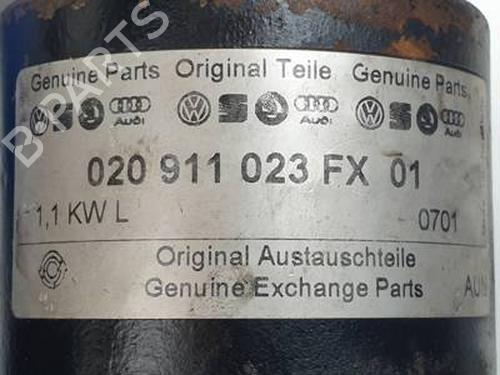 Genuine Parts Original Teile Genuine Parts
Audi Audi Audi
020 911 023 FX 01
1,1 KW L 0701
Original Austauschteile
Genuine Exchange Parts
B-PARTS